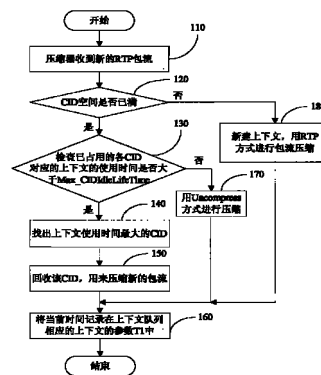 开始
110
压缩器收到新的RTP包流
120
CID空间是否已满
否
是
130
18
检查已占用的各CID
对应的上下文的使用时间是否大
于Max_CIDIdleLifeTime
否
新建上下文，用RTP
方式进行包流压缩
170
是
140
用Uncompress
方式进行压缩
找出上下文使用时间最大的CID
150
回收该CID，用来压缩新的包流
160
将当前时间记录在上下文队列
相应的上下文的参数T1中
结束